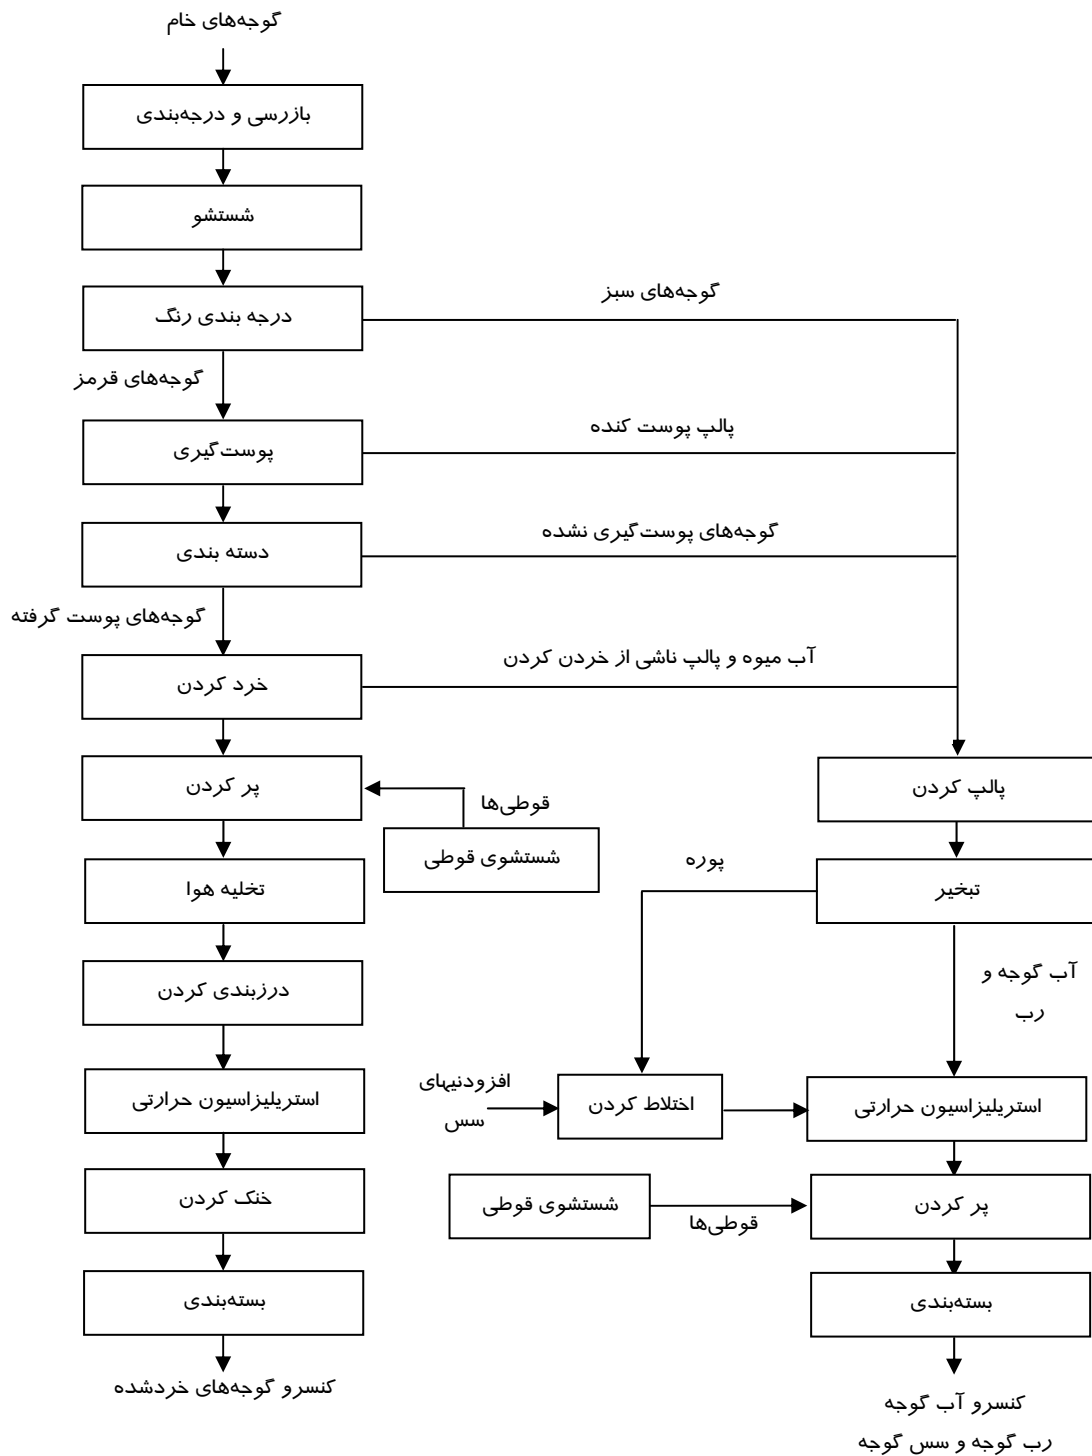 گوجه‌های خام
بازرسی و درجه‌بندی
شستشو
درجه بندی رنگ
گوجه‌های سبز
گوجه‌های قرمز
پوست‌گیری
پالپ پوست کنده
دسته بندی
گوجه‌های پوست‌گیری نشده
گوجه‌های پوست گرفته
خرد کردن
آب میوه و پالپ ناشی از خردن کردن
پر کردن
قوطی‌ها
شستشوی قوطی
تخلیه هوا
درزبندی کردن
استریلیزاسیون حرارتی
خنک کردن
بسته‌بندی
کنسرو گوجه‌های خردشده
پالپ کردن
تبخیر
پوره
آب گوجه و
رب
افزودنیهای
سس
اختلاط کردن
استریلیزاسیون حرارتی
شستشوی قوطی
قوطی‌ها
پر کردن
بسته‌بندی
کنسرو آب گوجه
رب گوجه و سس گوجه